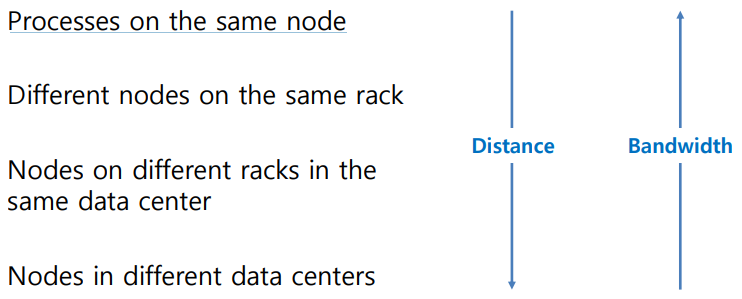 Processes on the same node
Different nodes on the same rack
Distance
Bandwidth
Nodes on different racks in the
same data center
Nodes in different data centers